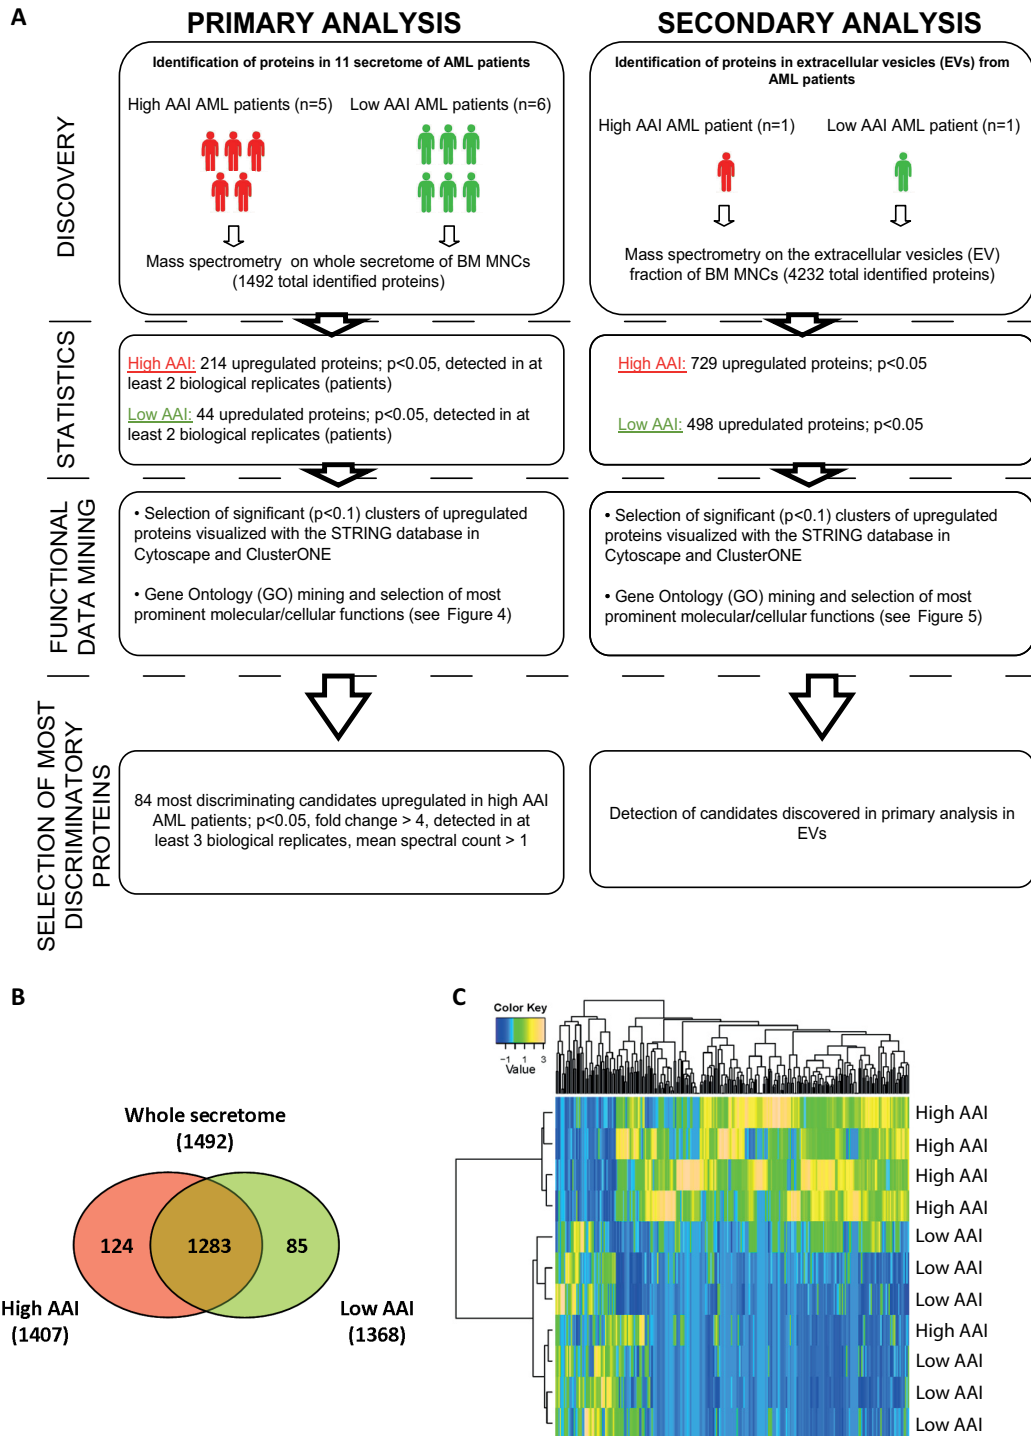 A
PRIMARY ANALYSIS
SECONDARY ANALYSIS
DISCOVERY
Identification of proteins in 11 secretome of AML patients
High AAI AML patients (n=5)
Low AAI AML patients (n=6)
Mass spectrometry on whole secretome of BM MNCs
(1492 total identified proteins)
Identification of proteins in extracellular vesicles (EVs) from
AML patients
High AAI AML patient (n=1)
Low AAI AML patient (n=1)
Mass spectrometry on the extracellular vesicles (EV)
fraction of BM MNCs (4232 total identified proteins)
STATISTICS
High AAI: 214 upregulated proteins; p<0.05, detected in at
least 2 biological replicates (patients)
Low AAI: 44 upredulated proteins; p<0.05, detected in at
least 2 biological replicates (patients)
High AAI: 729 upregulated proteins; p<0.05
Low AAI: 498 upredulated proteins; p<0.05
FUNCTIONAL
DATA MINING
• Selection of significant (p<0.1) clusters of upregulated
proteins visualized with the STRING database in
Cytoscape and ClusterONE
• Gene Ontology (GO) mining and selection of most
prominent molecular/cellular functions (see Figure 4)
• Selection of significant (p<0.1) clusters of upregulated
proteins visualized with the STRING database in
Cytoscape and ClusterONE
• Gene Ontology (GO) mining and selection of most
prominent molecular/cellular functions (see Figure 5)
SELECTION OF MOST
DISCRIMINATORY
PROTEINS
84 most discriminating candidates upregulated in high AAI
AML patients; p<0.05, fold change > 4, detected in at
least 3 biological replicates, mean spectral count > 1
Detection of candidates discovered in primary analysis in
EVs
B
Whole secretome
(1492)
124
1283
85
High AAI
(1407)
Low AAI
(1368)
C
Color Key
−1 1 3
Value
High AAI
High AAI
High AAI
High AAI
Low AAI
Low AAI
Low AAI
High AAI
Low AAI
Low AAI
Low AAI